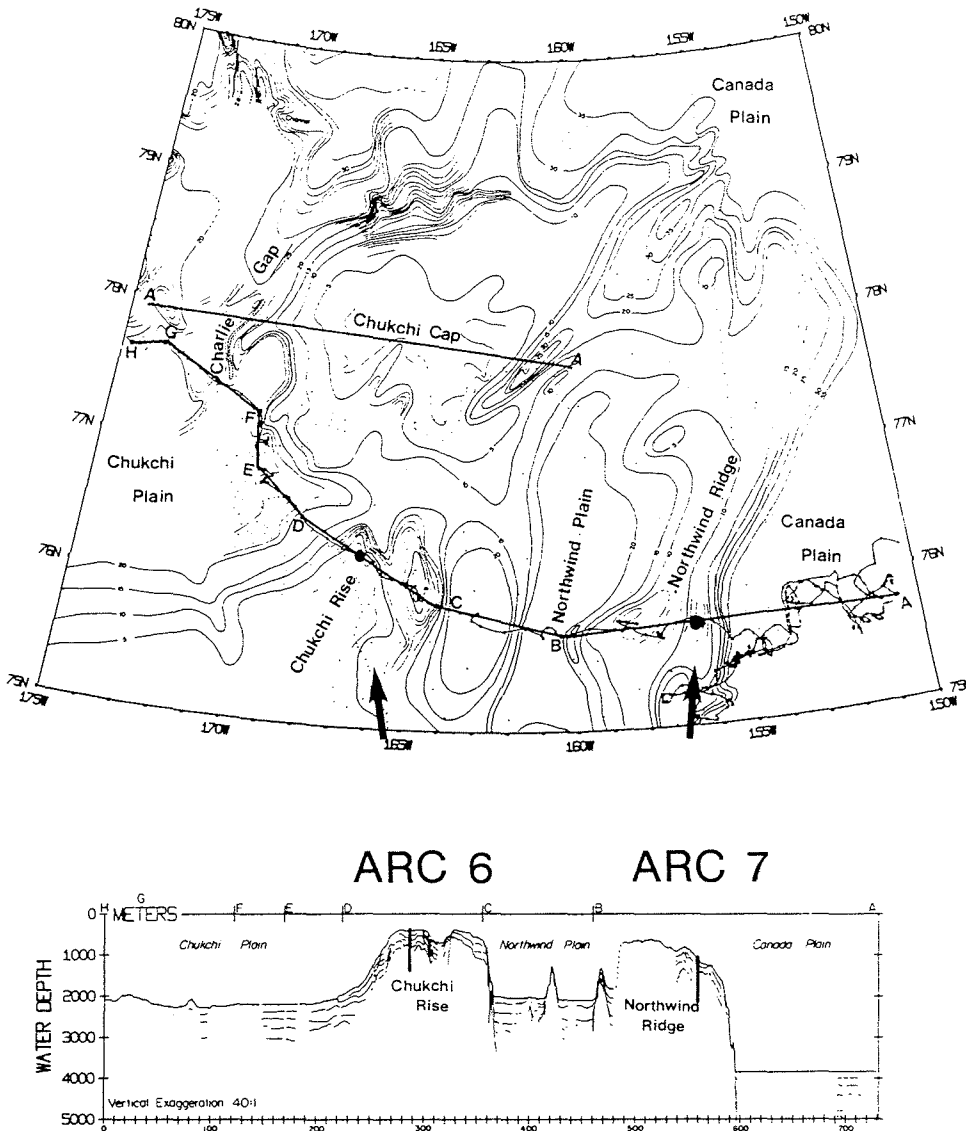 175W
80N
170W
165W
160W
155W
150W
80N
Canada
Plain
79N
79N
Gap
78N
78N
A
Chukchi Cap
Charlie
H
G
A
77N
77N
F
Chukchi
Plain
E
Northwind Plain
Northwind Ridge
Canada
Plain
D
76N
76N
Chukchi Rise
C
B
A
75N
175W
170W
165W
160W
155W
150W
ARC 6
ARC 7
H
G
F
E
D
C
B
A
0
METERS
Chukchi Plain
Northwind Plain
Canada Plain
1000
2000
3000
4000
5000
WATER DEPTH
Chukchi
Rise
Northwind
Ridge
Vertical Exaggeration 40:1
0
100
200
300
400
500
600
700